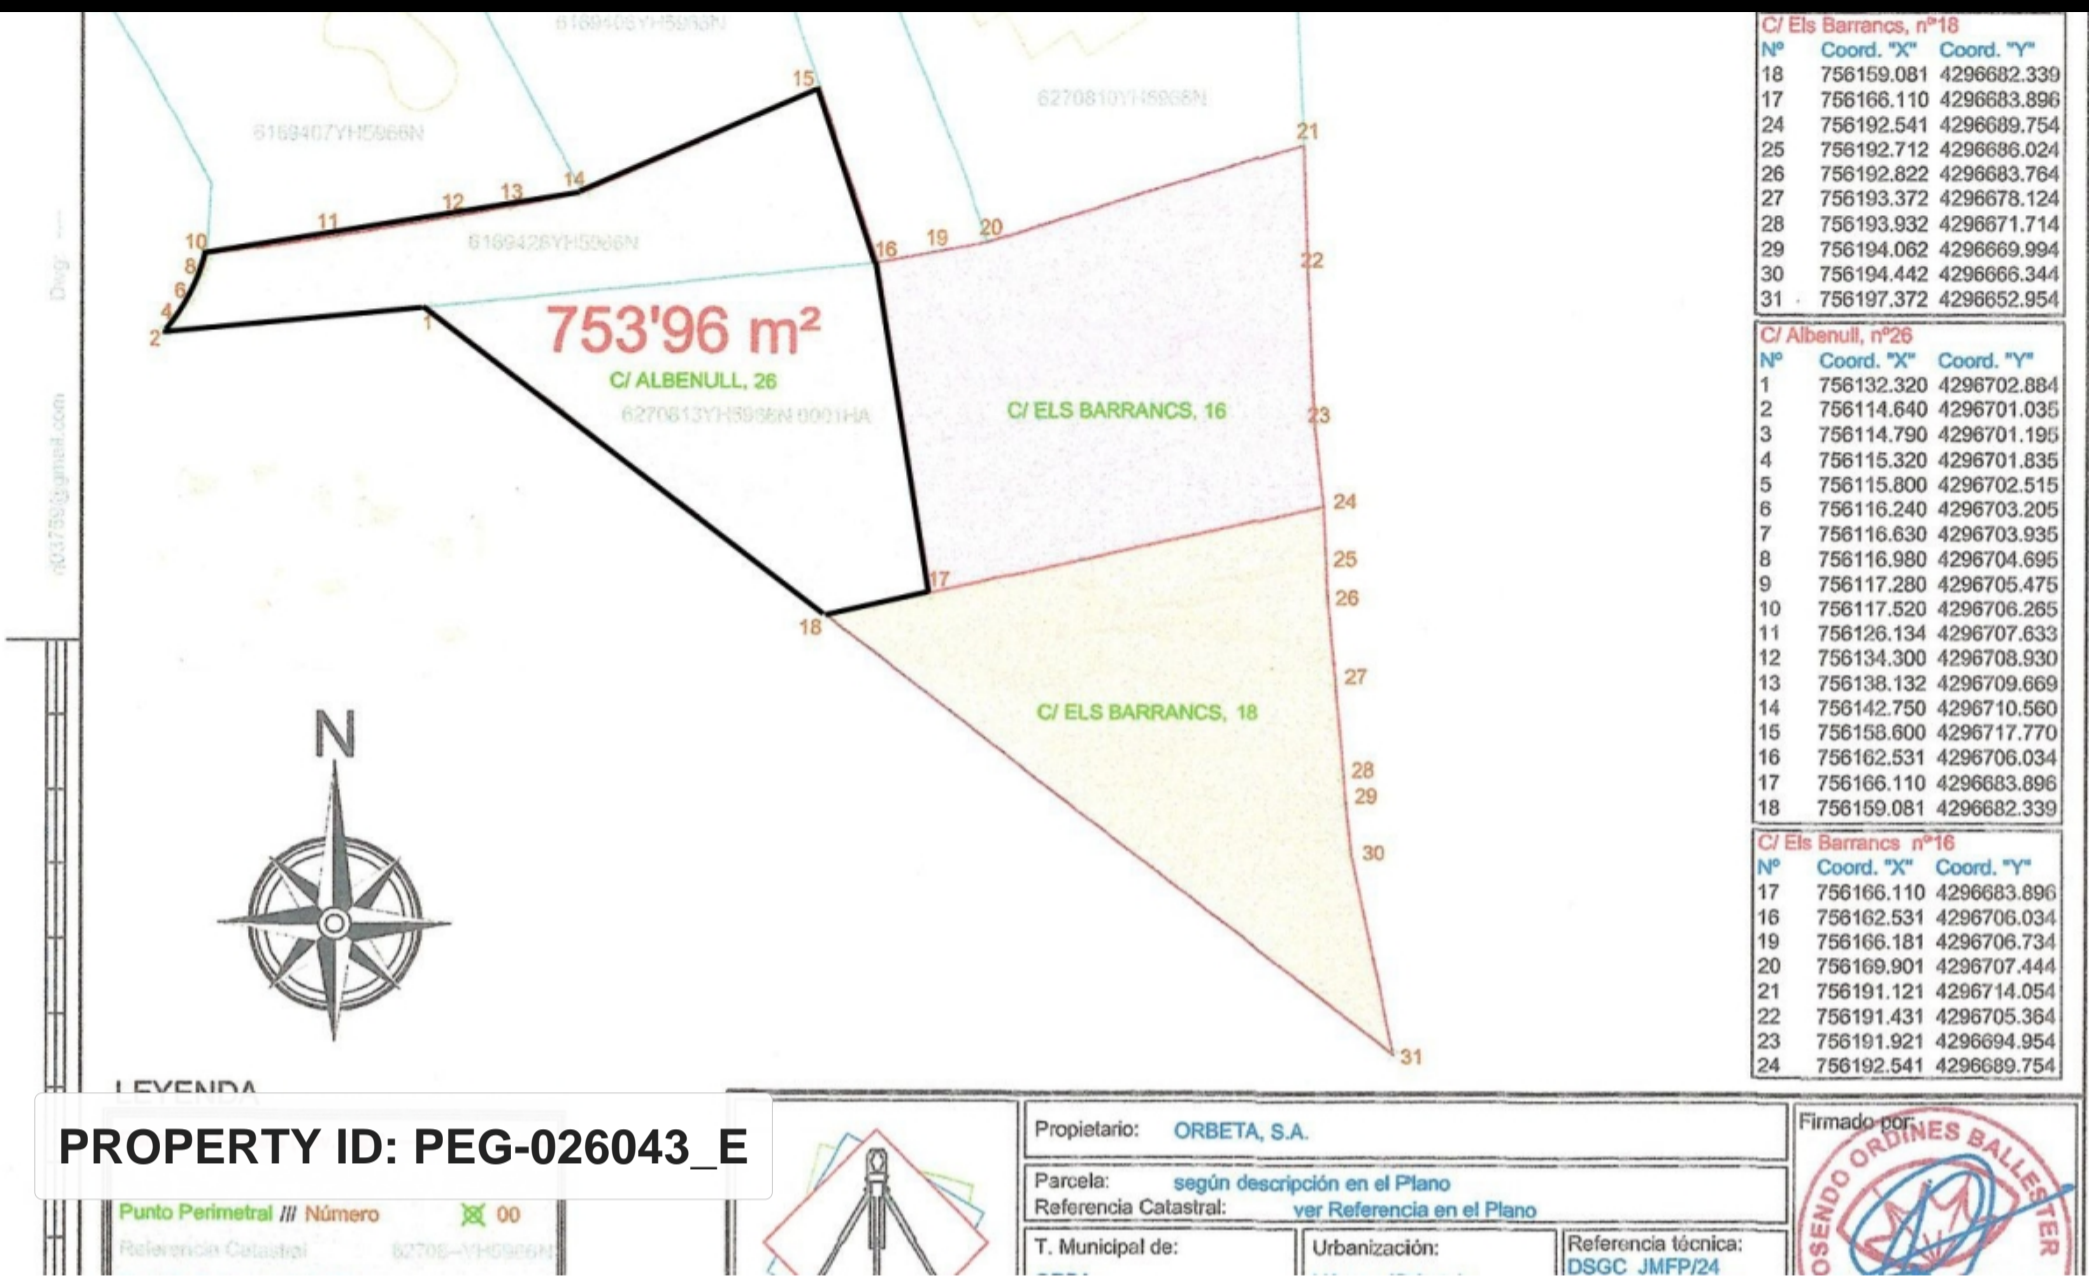 6169406YH5966N
6169407YH5966N
6270810YH5966N
15
21
14
13
12
11
10
8
6
4
2
1
16
19
20
22
6169426YH5966N
753'96 m²
C/ ALBENULL, 26
6270813YH5966N 0001HA
C/ ELS BARRANCS, 16
23
24
17
18
25
26
27
C/ ELS BARRANCS, 18
28
29
30
31
N
C/ Els Barrancs, nº18
Nº Coord. "X" Coord. "Y"
18 756159.081 4296682.339
17 756166.110 4296683.896
24 756192.541 4296689.754
25 756192.712 4296686.024
26 756192.822 4296683.764
27 756193.372 4296678.124
28 756193.932 4296671.714
29 756194.062 4296669.994
30 756194.442 4296666.344
31 756197.372 4296652.954
C/ Albenull, nº26
Nº Coord. "X" Coord. "Y"
1 756132.320 4296702.884
2 756114.640 4296701.035
3 756114.790 4296701.195
4 756115.320 4296701.835
5 756115.800 4296702.515
6 756116.240 4296703.205
7 756116.630 4296703.935
8 756116.980 4296704.695
9 756117.280 4296705.475
10 756117.520 4296706.265
11 756126.134 4296707.633
12 756134.300 4296708.930
13 756138.132 4296709.669
14 756142.750 4296710.560
15 756158.600 4296717.770
16 756162.531 4296706.034
17 756166.110 4296683.896
18 756159.081 4296682.339
C/ Els Barrancs nº16
Nº Coord. "X" Coord. "Y"
17 756166.110 4296683.896
16 756162.531 4296706.034
19 756166.181 4296706.734
20 756169.901 4296707.444
21 756191.121 4296714.054
22 756191.431 4296705.364
23 756191.921 4296694.954
24 756192.541 4296689.754
Dwg:
LEYENDA
PROPERTY ID: PEG-026043_E
Punto Perimetral /// Número 00
Referencia Catastral
Propietario: ORBETA, S.A.
Parcela: según descripción en el Plano
Referencia Catastral: ver Referencia en el Plano
T. Municipal de:
Urbanización:
Referencia técnica:
DSGC_JMFP/24
Firmado por:
ROSENDO ORDINES BALLESTER